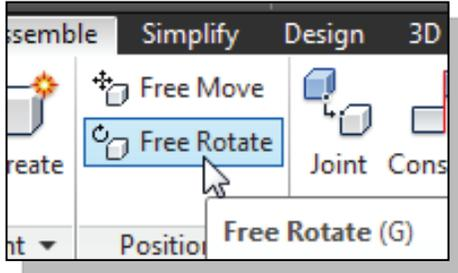 ssemble Simplify Design 3D
Free Move
Free Rotate
reate Joint Cons
nt Positio
Free Rotate (G)